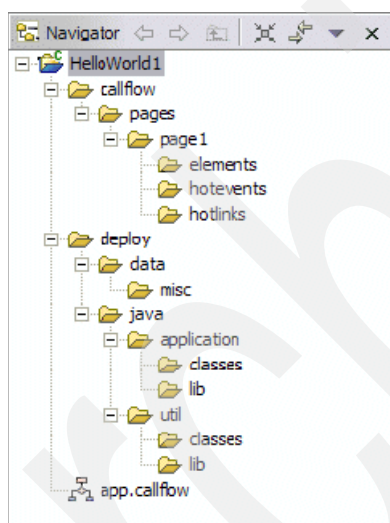 Navigator
HelloWorld1
callflow
pages
page1
elements
hotevents
hotlinks
deploy
data
misc
java
application
classes
lib
util
classes
lib
app.callflow